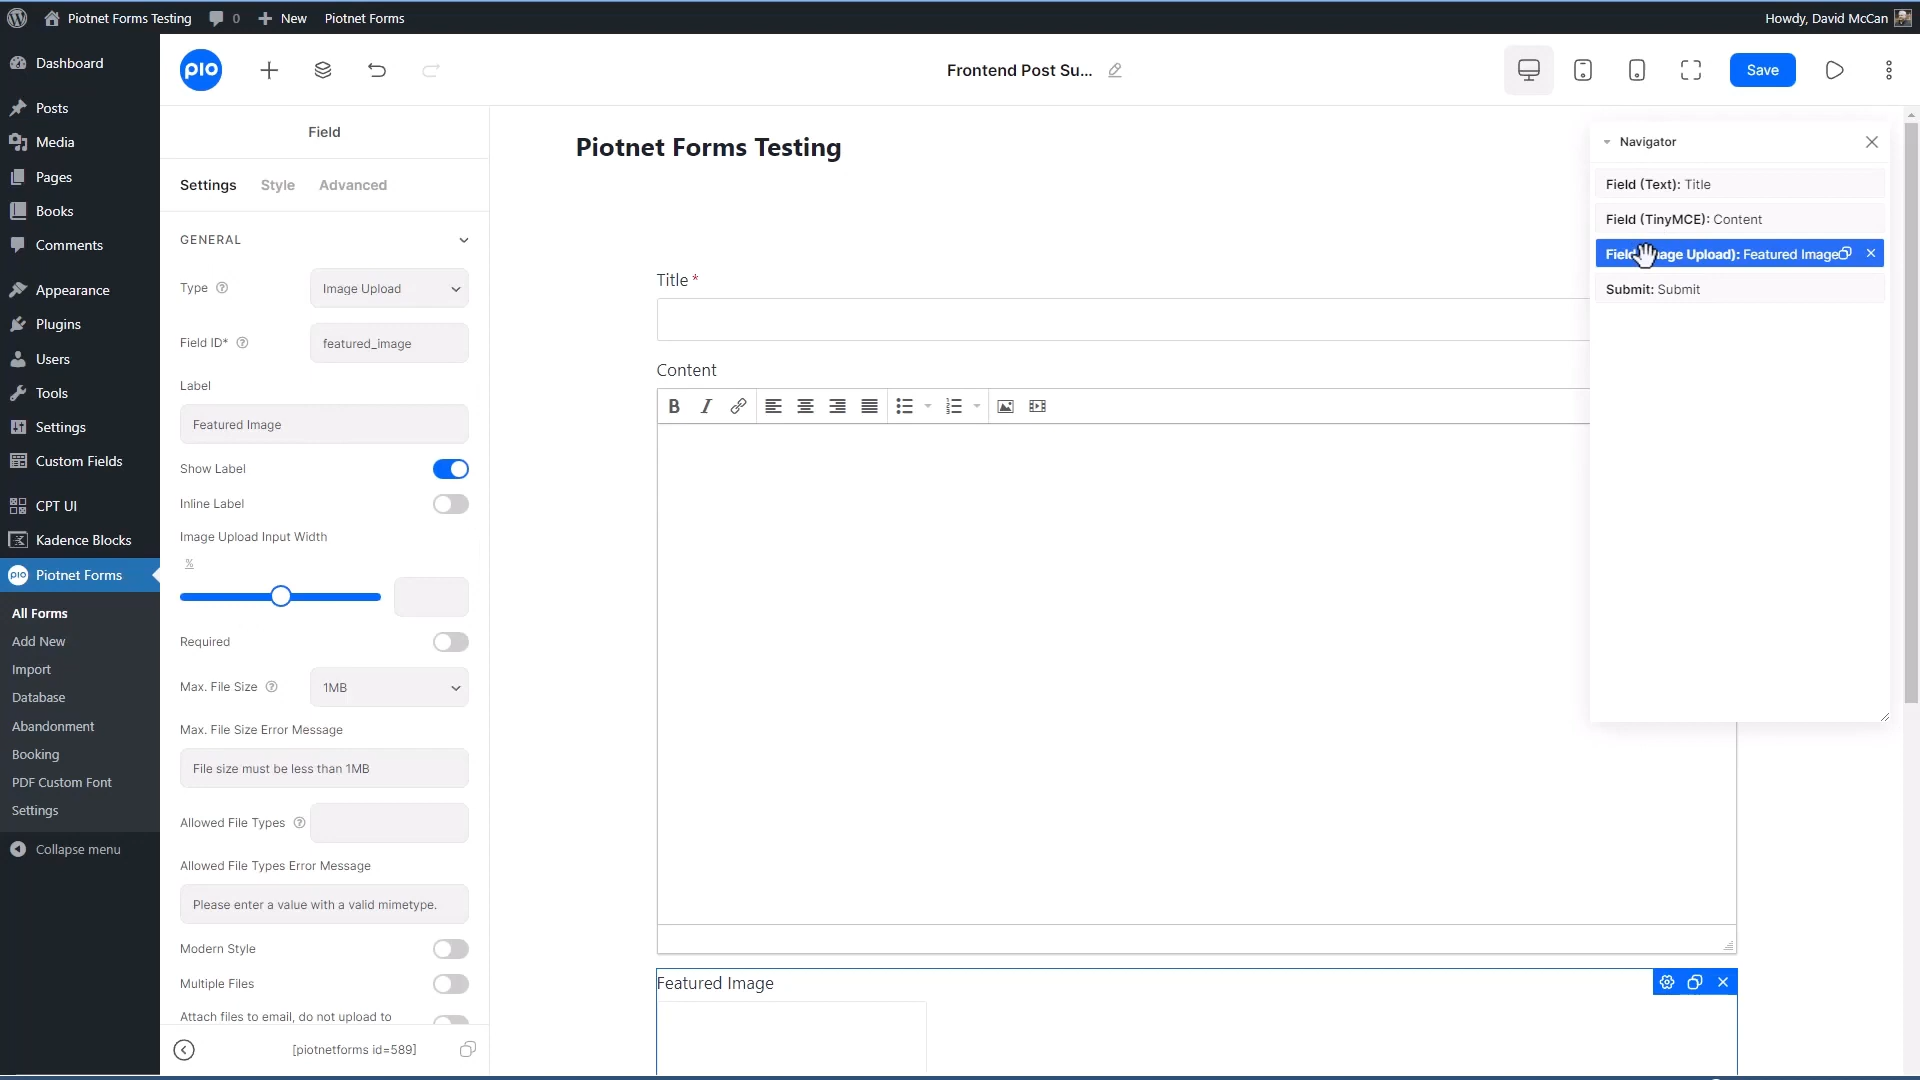 Piotnet Forms Testing
0
New
Piotnet Forms
Howdy, David McCan
Dashboard
Posts
Media
Pages
Books
Comments
Appearance
Plugins
Users
Tools
Settings
Custom Fields
CPT UI
Kadence Blocks
pio
Piotnet Forms
All Forms
Add New
Import
Database
Abandonment
Booking
PDF Custom Font
Settings
Collapse menu
pio
Frontend Post Su...
Save
Field
Settings
Style
Advanced
GENERAL
Type
Image Upload
Field ID*
featured_image
Label
Featured Image
Show Label
Inline Label
Image Upload Input Width
%
Required
Max. File Size
1MB
Max. File Size Error Message
File size must be less than 1MB
Allowed File Types
Allowed File Types Error Message
Please enter a value with a valid mimetype.
Modern Style
Multiple Files
Attach files to email, do not upload to
[piotnetforms id=589]
Piotnet Forms Testing
Title *
Content
B I
Featured Image
Navigator
Field (Text): Title
Field (TinyMCE): Content
Upload): Featured Image
Submit: Submit